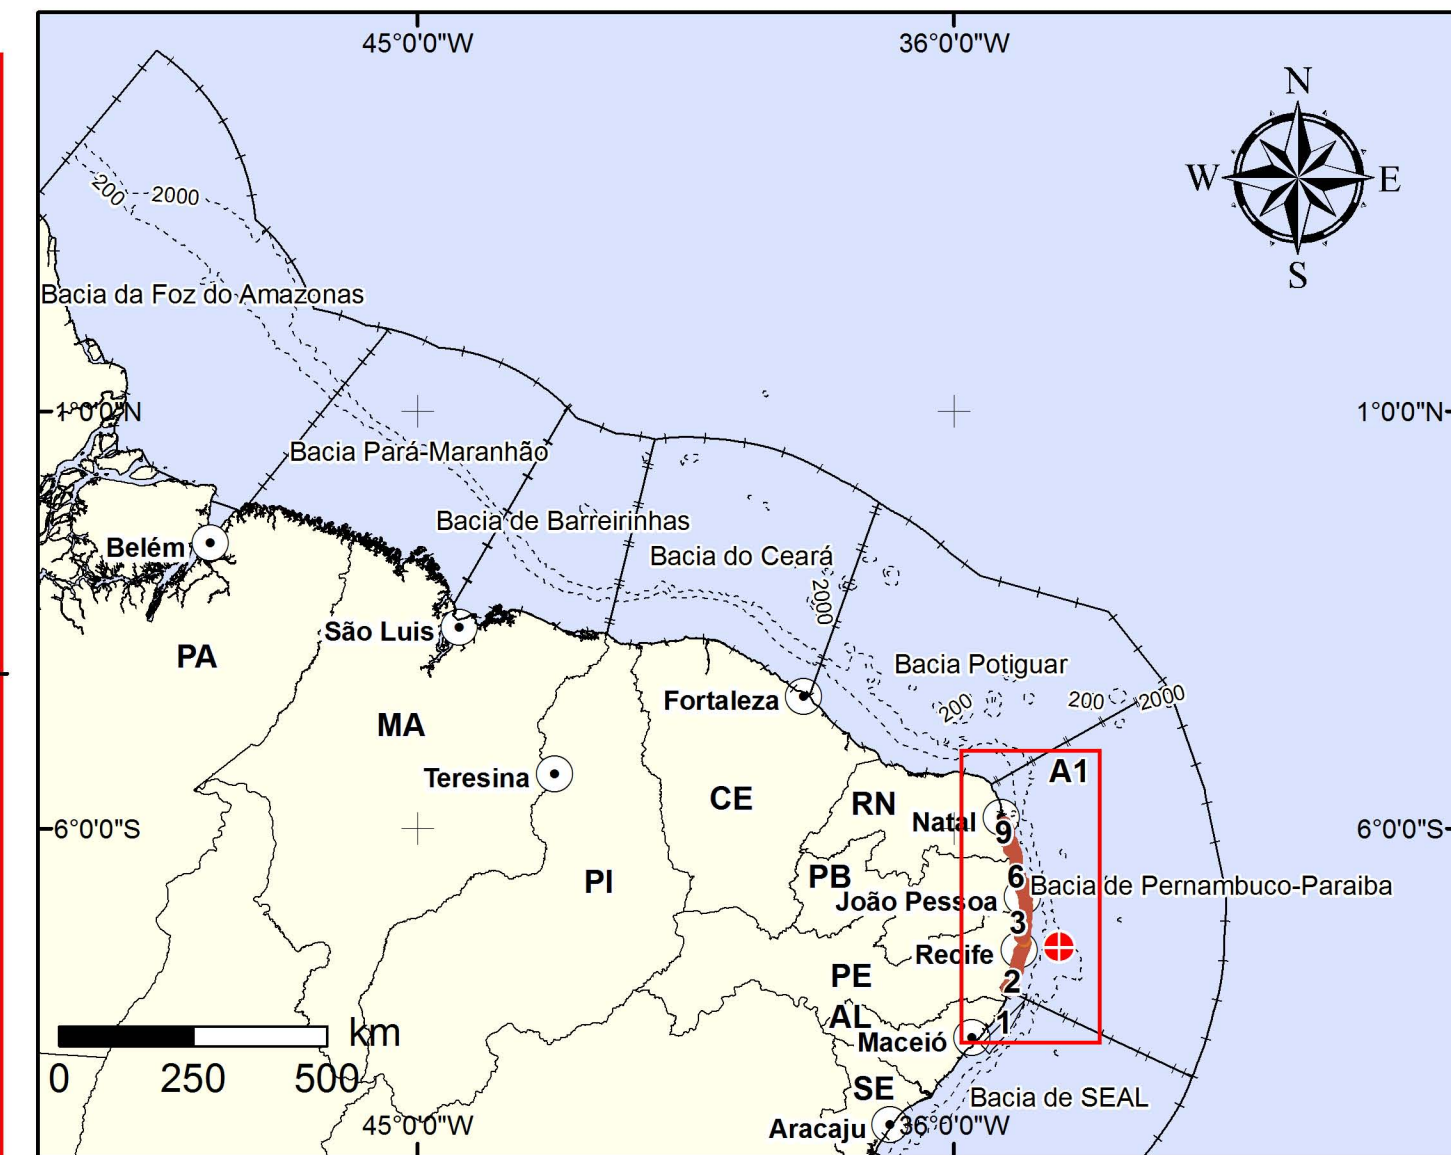 45°0'0"W
36°0'0"W
N
W
E
S
200
2000
Bacia da Foz do Amazonas
1°0'0"N
1°0'0"N
Bacia Pará-Maranhão
Bacia de Barreirinhas
Belém
Bacia do Ceará
2000
São Luis
PA
Bacia Potiguar
Fortaleza
200
200
2000
MA
Teresina
A1
CE
RN
Natal
6°0'0"S
9
6°0'0"S
PI
PB
6
Bacia de Pernambuco-Paraiba
João Pessoa
3
Recife
PE
2
AL
1
km
Maceió
0
250
500
SE
Bacia de SEAL
45°0'0"W
Aracaju
36°0'0"W